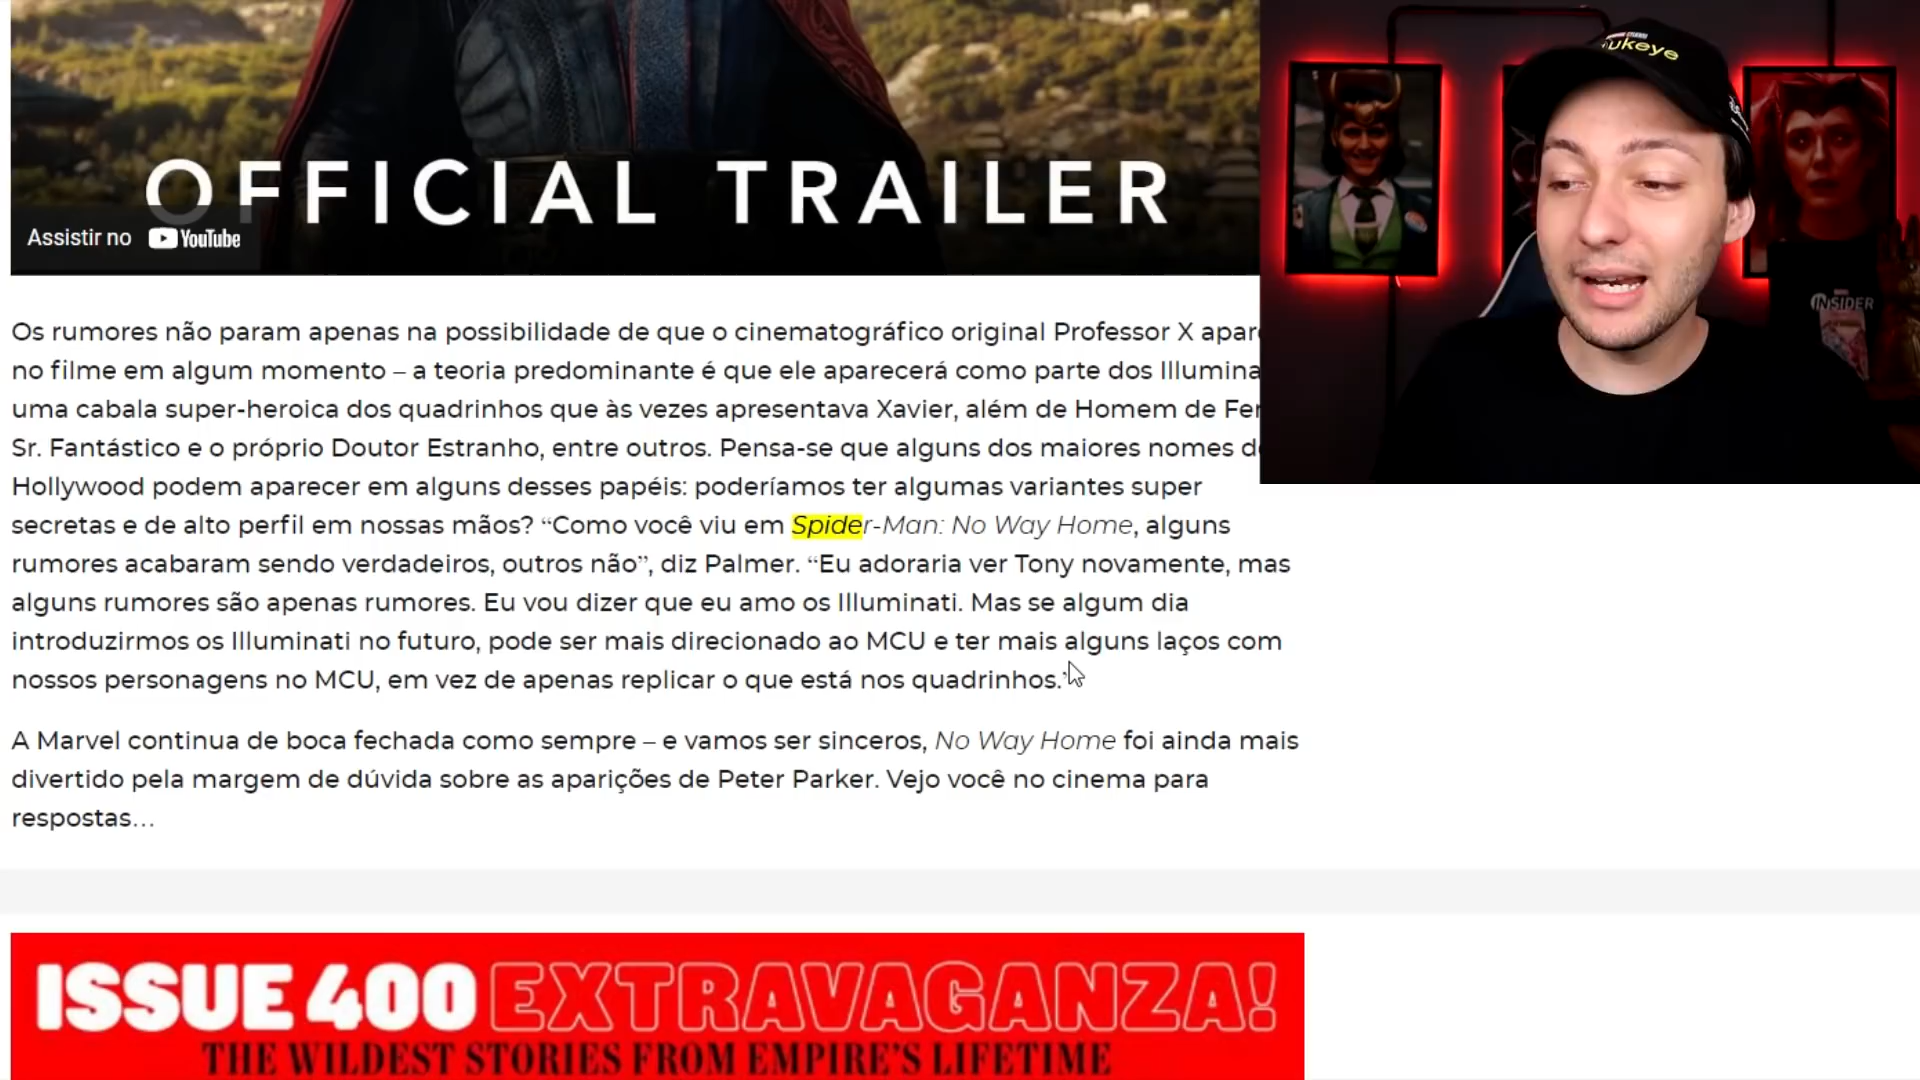 OFFICIAL TRAILER
Assistir no YouTube
ukeye
INSIDER
Os rumores não param apenas na possibilidade de que o cinematográfico original Professor X
no filme em algum momento – a teoria predominante é que ele aparecerá como parte dos
uma cabala super-heroica dos quadrinhos que às vezes apresentava Xavier, além de Homem de
Sr. Fantástico e o próprio Doutor Estranho, entre outros. Pensa-se que alguns dos maiores nomes
Hollywood podem aparecer em alguns desses papéis: poderíamos ter algumas variantes super
secretas e de alto perfil em nossas mãos? “Como você viu em Spider-Man: No Way Home, alguns
rumores acabaram sendo verdadeiros, outros não”, diz Palmer. “Eu adoraria ver Tony novamente, mas
alguns rumores são apenas rumores. Eu vou dizer que eu amo os Illuminati. Mas se algum dia
introduzirmos os Illuminati no futuro, pode ser mais direcionado ao MCU e ter mais alguns laços com
nossos personagens no MCU, em vez de apenas replicar o que está nos quadrinhos.”
A Marvel continua de boca fechada como sempre – e vamos ser sinceros, No Way Home foi ainda mais
divertido pela margem de dúvida sobre as aparições de Peter Parker. Vejo você no cinema para
respostas…
ISSUE 400 EXTRAVAGANZA!
THE WILDEST STORIES FROM EMPIRE'S LIFETIME